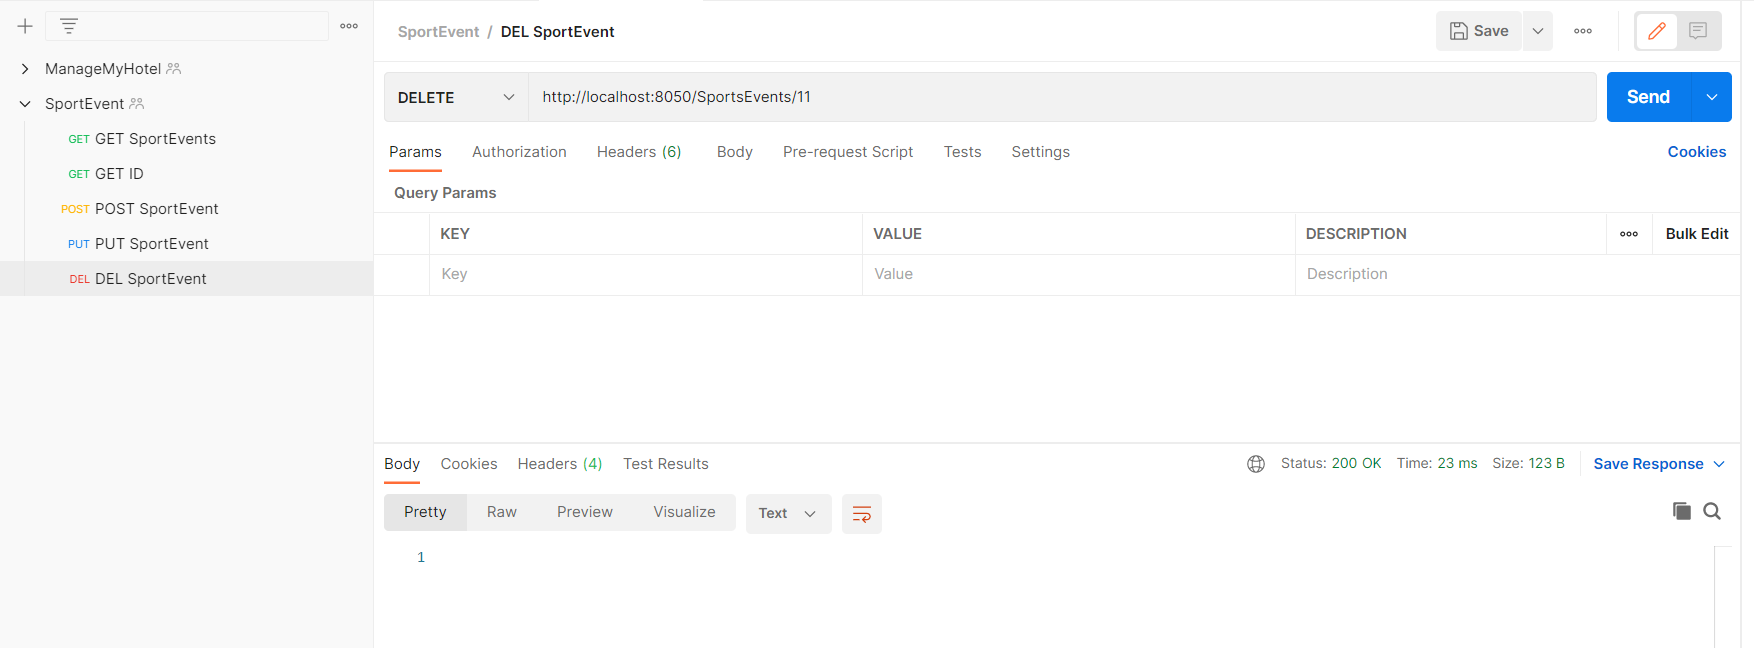 SportEvent / DEL SportEvent
Save
ManageMyHotel
SportEvent
GET GET SportEvents
GET GET ID
POST POST SportEvent
PUT PUT SportEvent
DEL DEL SportEvent
DELETE http://localhost:8050/SportsEvents/11 Send
Params Authorization Headers (6) Body Pre-request Script Tests Settings Cookies
Query Params
KEY VALUE DESCRIPTION Bulk Edit
Key Value Description
Body Cookies Headers (4) Test Results Status: 200 OK Time: 23 ms Size: 123 B Save Response
Pretty Raw Preview Visualize Text
1